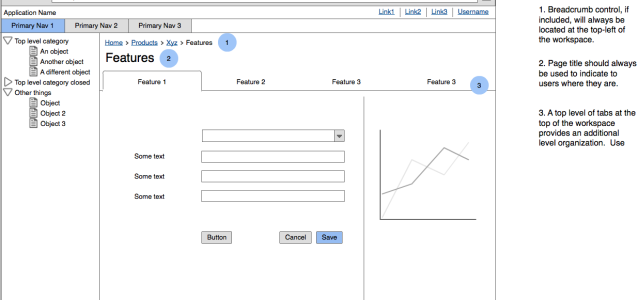 Application Name
Link1 | Link2 | Link3 | Username
Primary Nav 1
Primary Nav 2
Primary Nav 3
Top level category
An object
Another object
A different object
Top level category closed
Other things
Object
Object 2
Object 3
Home > Products > Xyz > Features
1
Features
2
Feature 1
Feature 2
Feature 3
Feature 3
3
Some text
Some text
Some text
Button
Cancel
Save
1. Breadcrumb control, if
included, will always be
located at the top-left of
the workspace.
2. Page title should always
be used to indicate to
users where they are.
3. A top level of tabs at the
top of the workspace
provides an additional
level organization. Use